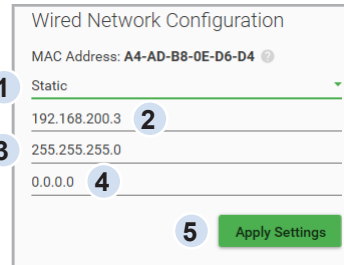 Wired Network Configuration
MAC Address: A4-AD-B8-0E-D6-D4 ?
1 Static
192.168.200.3 2
3 255.255.255.0
0.0.0.0 4
5 Apply Settings